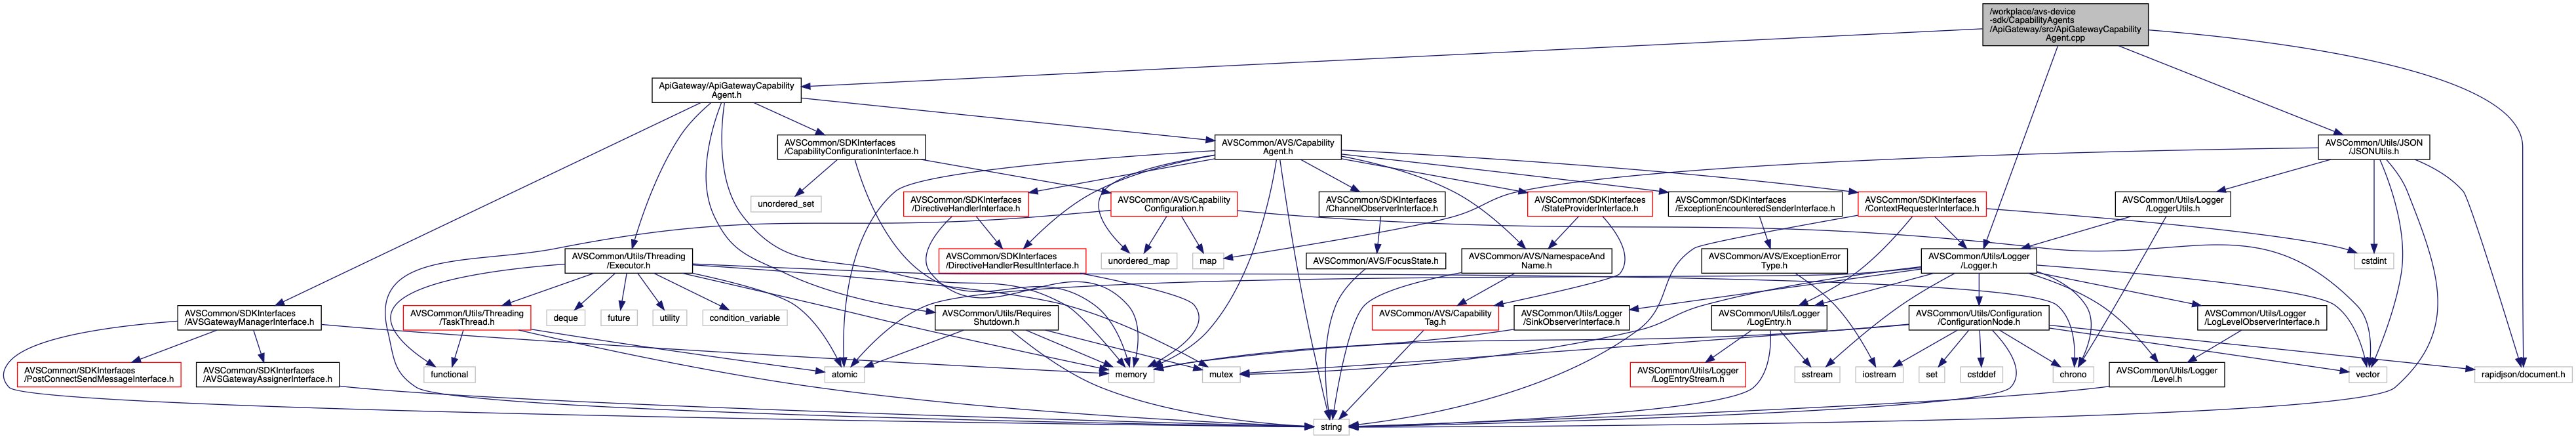 /workplace/avs-device
-sdk/CapabilityAgents
/ApiGateway/src/ApiGatewayCapability
Agent.cpp
ApiGateway/ApiGatewayCapability
Agent.h
AVSCommon/SDKInterfaces
/CapabilityConfigurationInterface.h
AVSCommon/AVS/Capability
Agent.h
AVSCommon/Utils/JSON
/JSONUtils.h
unordered_set
AVSCommon/SDKInterfaces
/DirectiveHandlerInterface.h
AVSCommon/AVS/Capability
Configuration.h
AVSCommon/SDKInterfaces
/ChannelObserverInterface.h
AVSCommon/SDKInterfaces
/StateProviderInterface.h
AVSCommon/SDKInterfaces
/ExceptionEncounteredSenderInterface.h
AVSCommon/SDKInterfaces
/ContextRequesterInterface.h
AVSCommon/Utils/Logger
/LoggerUtils.h
AVSCommon/Utils/Threading
/Executor.h
AVSCommon/SDKInterfaces
/DirectiveHandlerResultInterface.h
unordered_map
map
AVSCommon/AVS/FocusState.h
AVSCommon/AVS/NamespaceAnd
Name.h
AVSCommon/AVS/ExceptionError
Type.h
AVSCommon/Utils/Logger
/Logger.h
cstdint
AVSCommon/SDKInterfaces
/AVSGatewayManagerInterface.h
AVSCommon/Utils/Threading
/TaskThread.h
deque
future
utility
condition_variable
AVSCommon/Utils/Requires
Shutdown.h
AVSCommon/AVS/Capability
Tag.h
AVSCommon/Utils/Logger
/SinkObserverInterface.h
AVSCommon/Utils/Logger
/LogEntry.h
AVSCommon/Utils/Configuration
/ConfigurationNode.h
AVSCommon/Utils/Logger
/LogLevelObserverInterface.h
AVSCommon/SDKInterfaces
/PostConnectSendMessageInterface.h
AVSCommon/SDKInterfaces
/AVSGatewayAssignerInterface.h
functional
atomic
memory
mutex
AVSCommon/Utils/Logger
/LogEntryStream.h
sstream
iostream
set
cstddef
chrono
AVSCommon/Utils/Logger
/Level.h
vector
rapidjson/document.h
string